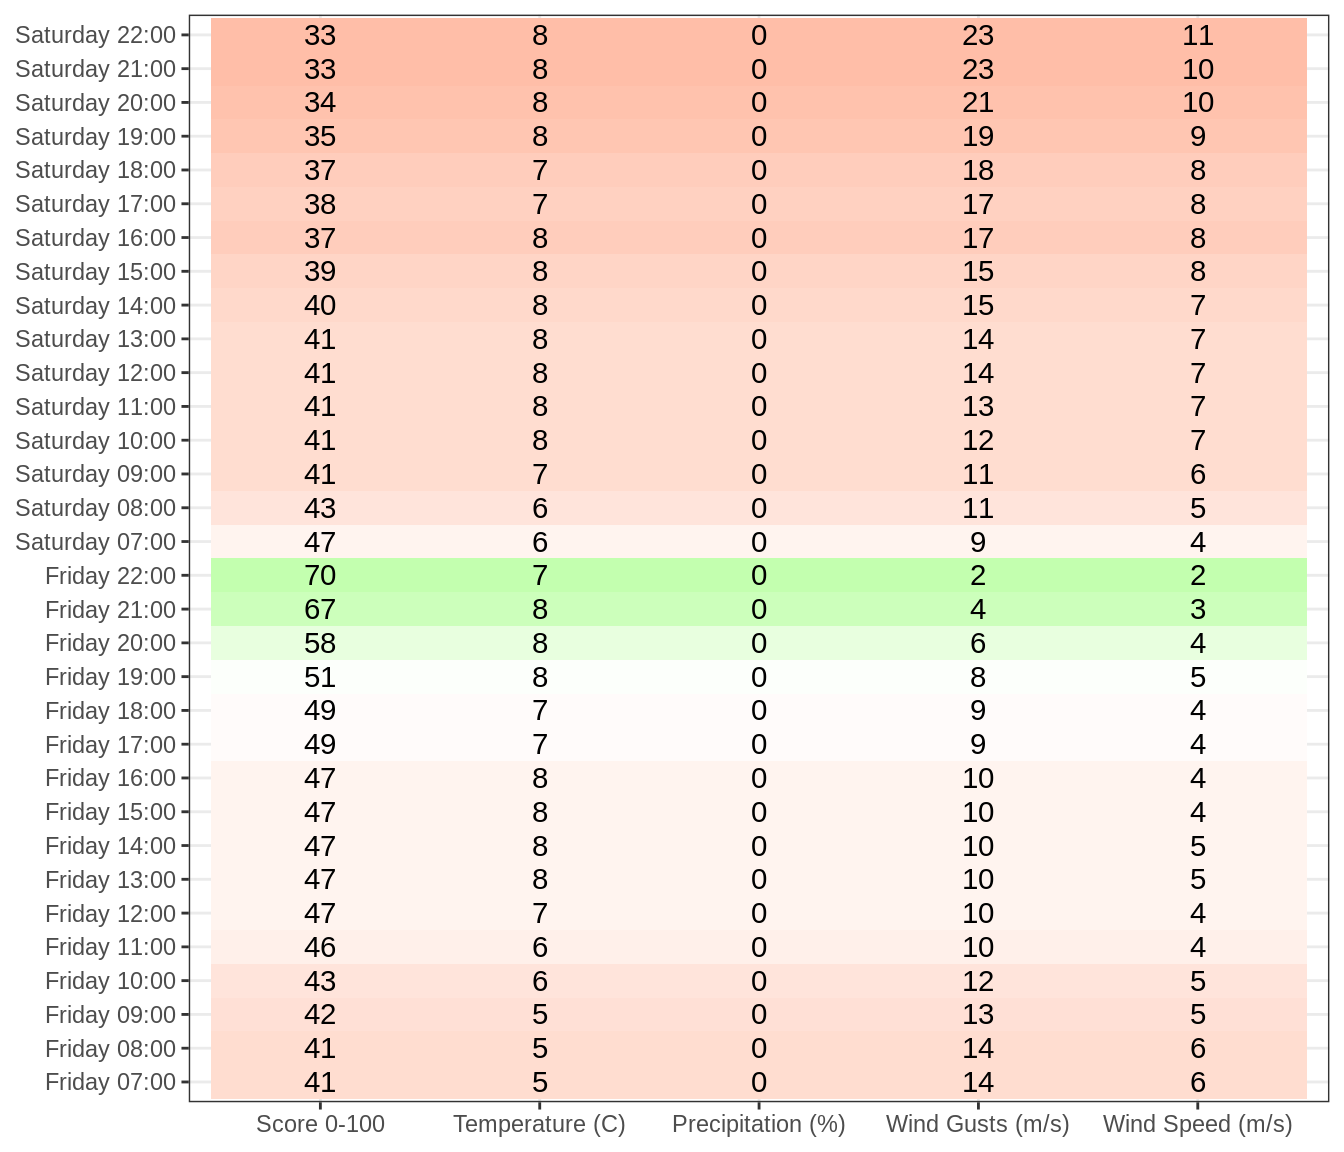 Saturday 22:00 33 8 0 23 11
Saturday 21:00 33 8 0 23 10
Saturday 20:00 34 8 0 21 10
Saturday 19:00 35 8 0 19 9
Saturday 18:00 37 7 0 18 8
Saturday 17:00 38 7 0 17 8
Saturday 16:00 37 8 0 17 8
Saturday 15:00 39 8 0 15 8
Saturday 14:00 40 8 0 15 7
Saturday 13:00 41 8 0 14 7
Saturday 12:00 41 8 0 14 7
Saturday 11:00 41 8 0 13 7
Saturday 10:00 41 8 0 12 7
Saturday 09:00 41 7 0 11 6
Saturday 08:00 43 6 0 11 5
Saturday 07:00 47 6 0 9 4
Friday 22:00 70 7 0 2 2
Friday 21:00 67 8 0 4 3
Friday 20:00 58 8 0 6 4
Friday 19:00 51 8 0 8 5
Friday 18:00 49 7 0 9 4
Friday 17:00 49 7 0 9 4
Friday 16:00 47 8 0 10 4
Friday 15:00 47 8 0 10 4
Friday 14:00 47 8 0 10 5
Friday 13:00 47 8 0 10 5
Friday 12:00 47 7 0 10 4
Friday 11:00 46 6 0 10 4
Friday 10:00 43 6 0 12 5
Friday 09:00 42 5 0 13 5
Friday 08:00 41 5 0 14 6
Friday 07:00 41 5 0 14 6
Score 0-100 Temperature (C) Precipitation (%) Wind Gusts (m/s) Wind Speed (m/s)